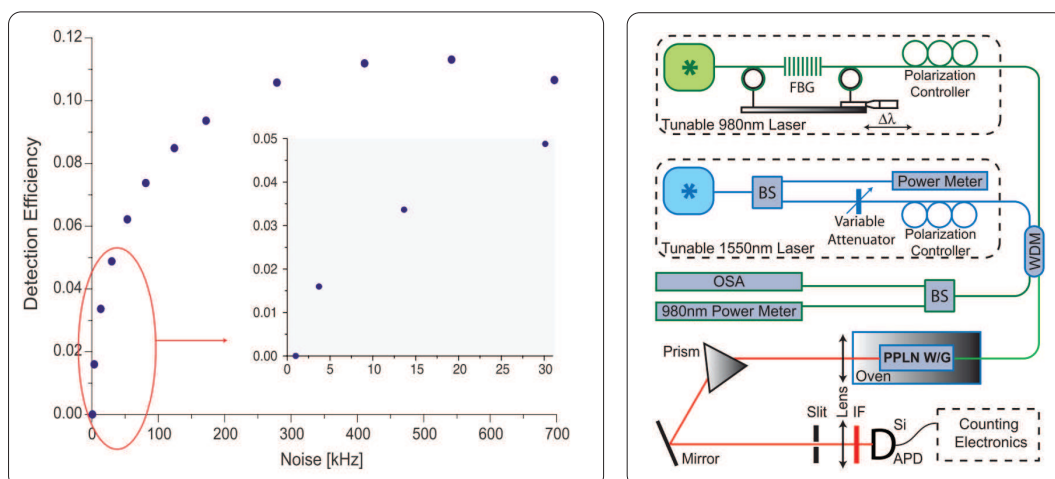 0.12
0.10
0.08
0.06
0.04
0.02
0.00
Detection Efficiency
0
100
200
300
400
500
600
700
Noise [kHz]
0.05
0.04
0.03
0.02
0.01
0.00
0
5
10
15
20
25
30
FBG
Polarization
Controller
Δλ
Tunable 980nm Laser
BS
Power Meter
Variable
Attenuator
Polarization
Controller
Tunable 1550nm Laser
WDM
OSA
980nm Power Meter
BS
Prism
PPLN W/G
Oven
Lens
Slit
IF
Si
APD
Mirror
Counting
Electronics